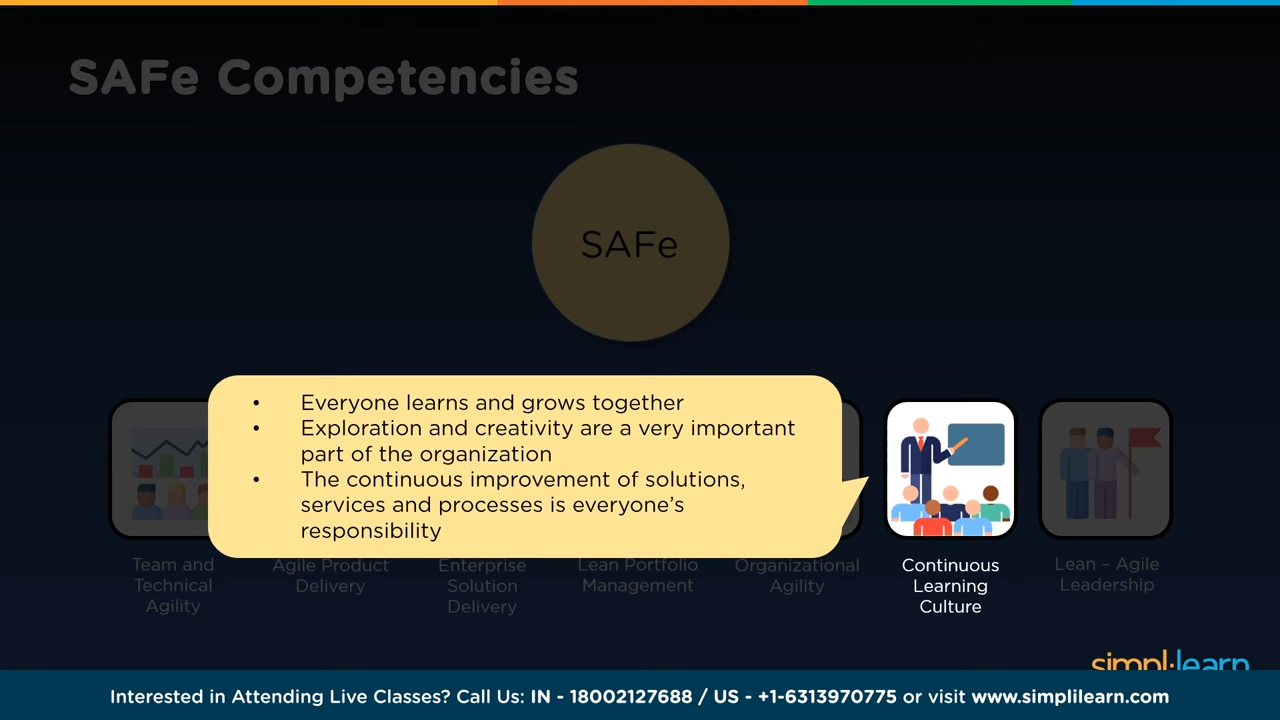 SAFe Competencies
SAFe
• Everyone learns and grows together
• Exploration and creativity are a very important
part of the organization
• The continuous improvement of solutions,
services and processes is everyone's
responsibility
Team and
Technical
Agility
Agile Product
Delivery
Enterprise
Solution
Delivery
Lean Portfolio
Management
Organizational
Agility
Continuous
Learning
Culture
Lean – Agile
Leadership
simpl·learn
Interested in Attending Live Classes? Call Us: IN - 18002127688 / US - +1-6313970775 or visit www.simplilearn.com